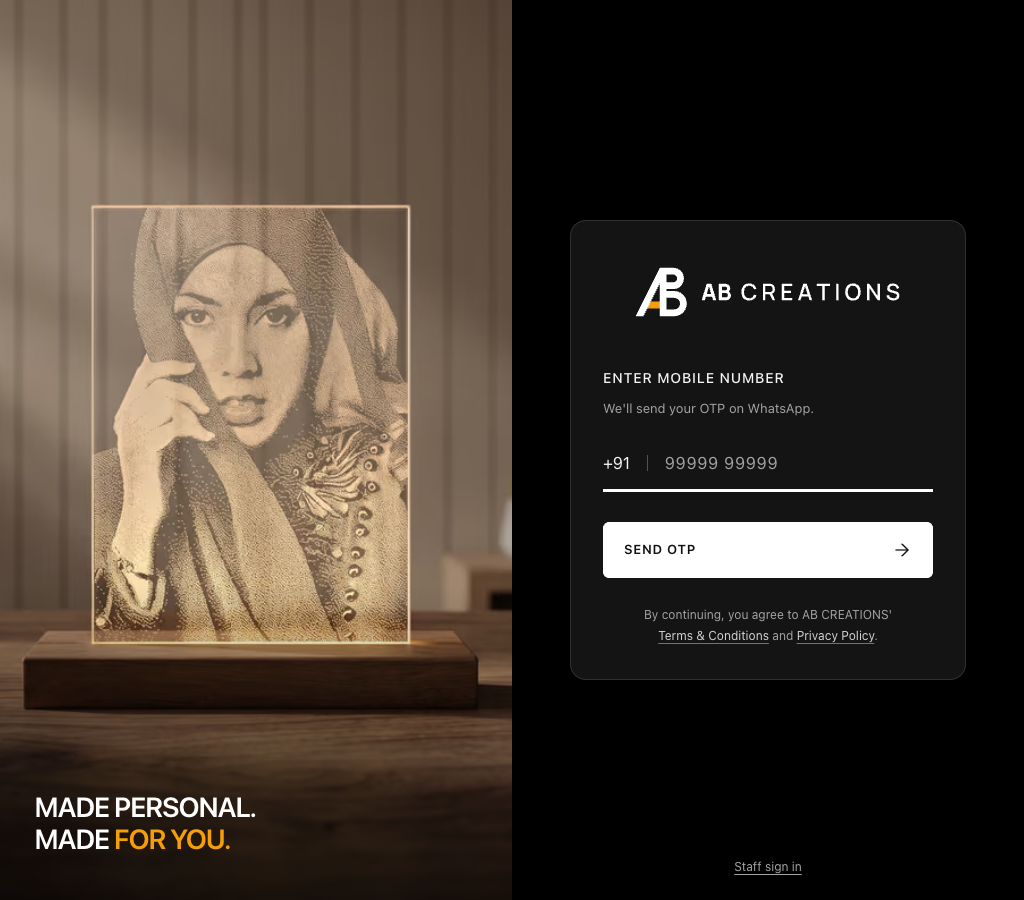 MADE PERSONAL.
MADE FOR YOU.
AB CREATIONS
ENTER MOBILE NUMBER
We'll send your OTP on WhatsApp.
+91 99999 99999
SEND OTP
By continuing, you agree to AB CREATIONS'
Terms & Conditions and Privacy Policy.
Staff sign in